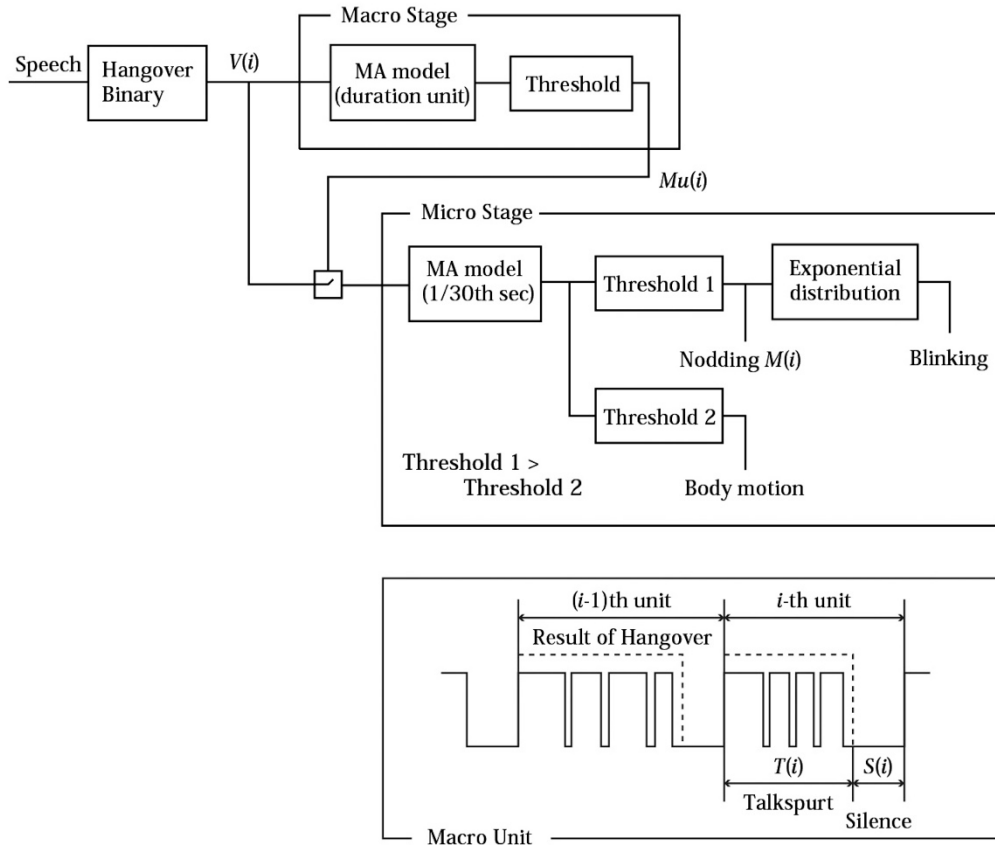 Macro Stage
Speech
Hangover
Binary
V(i)
MA model
(duration unit)
Threshold
Mu(i)
Micro Stage
MA model
(1/30th sec)
Threshold 1
Exponential
distribution
Nodding M(i)
Blinking
Threshold 2
Threshold 1 >
Threshold 2
Body motion
(i-1)th unit
i-th unit
Result of Hangover
T(i)
S(i)
Talkspurt
Silence
Macro Unit